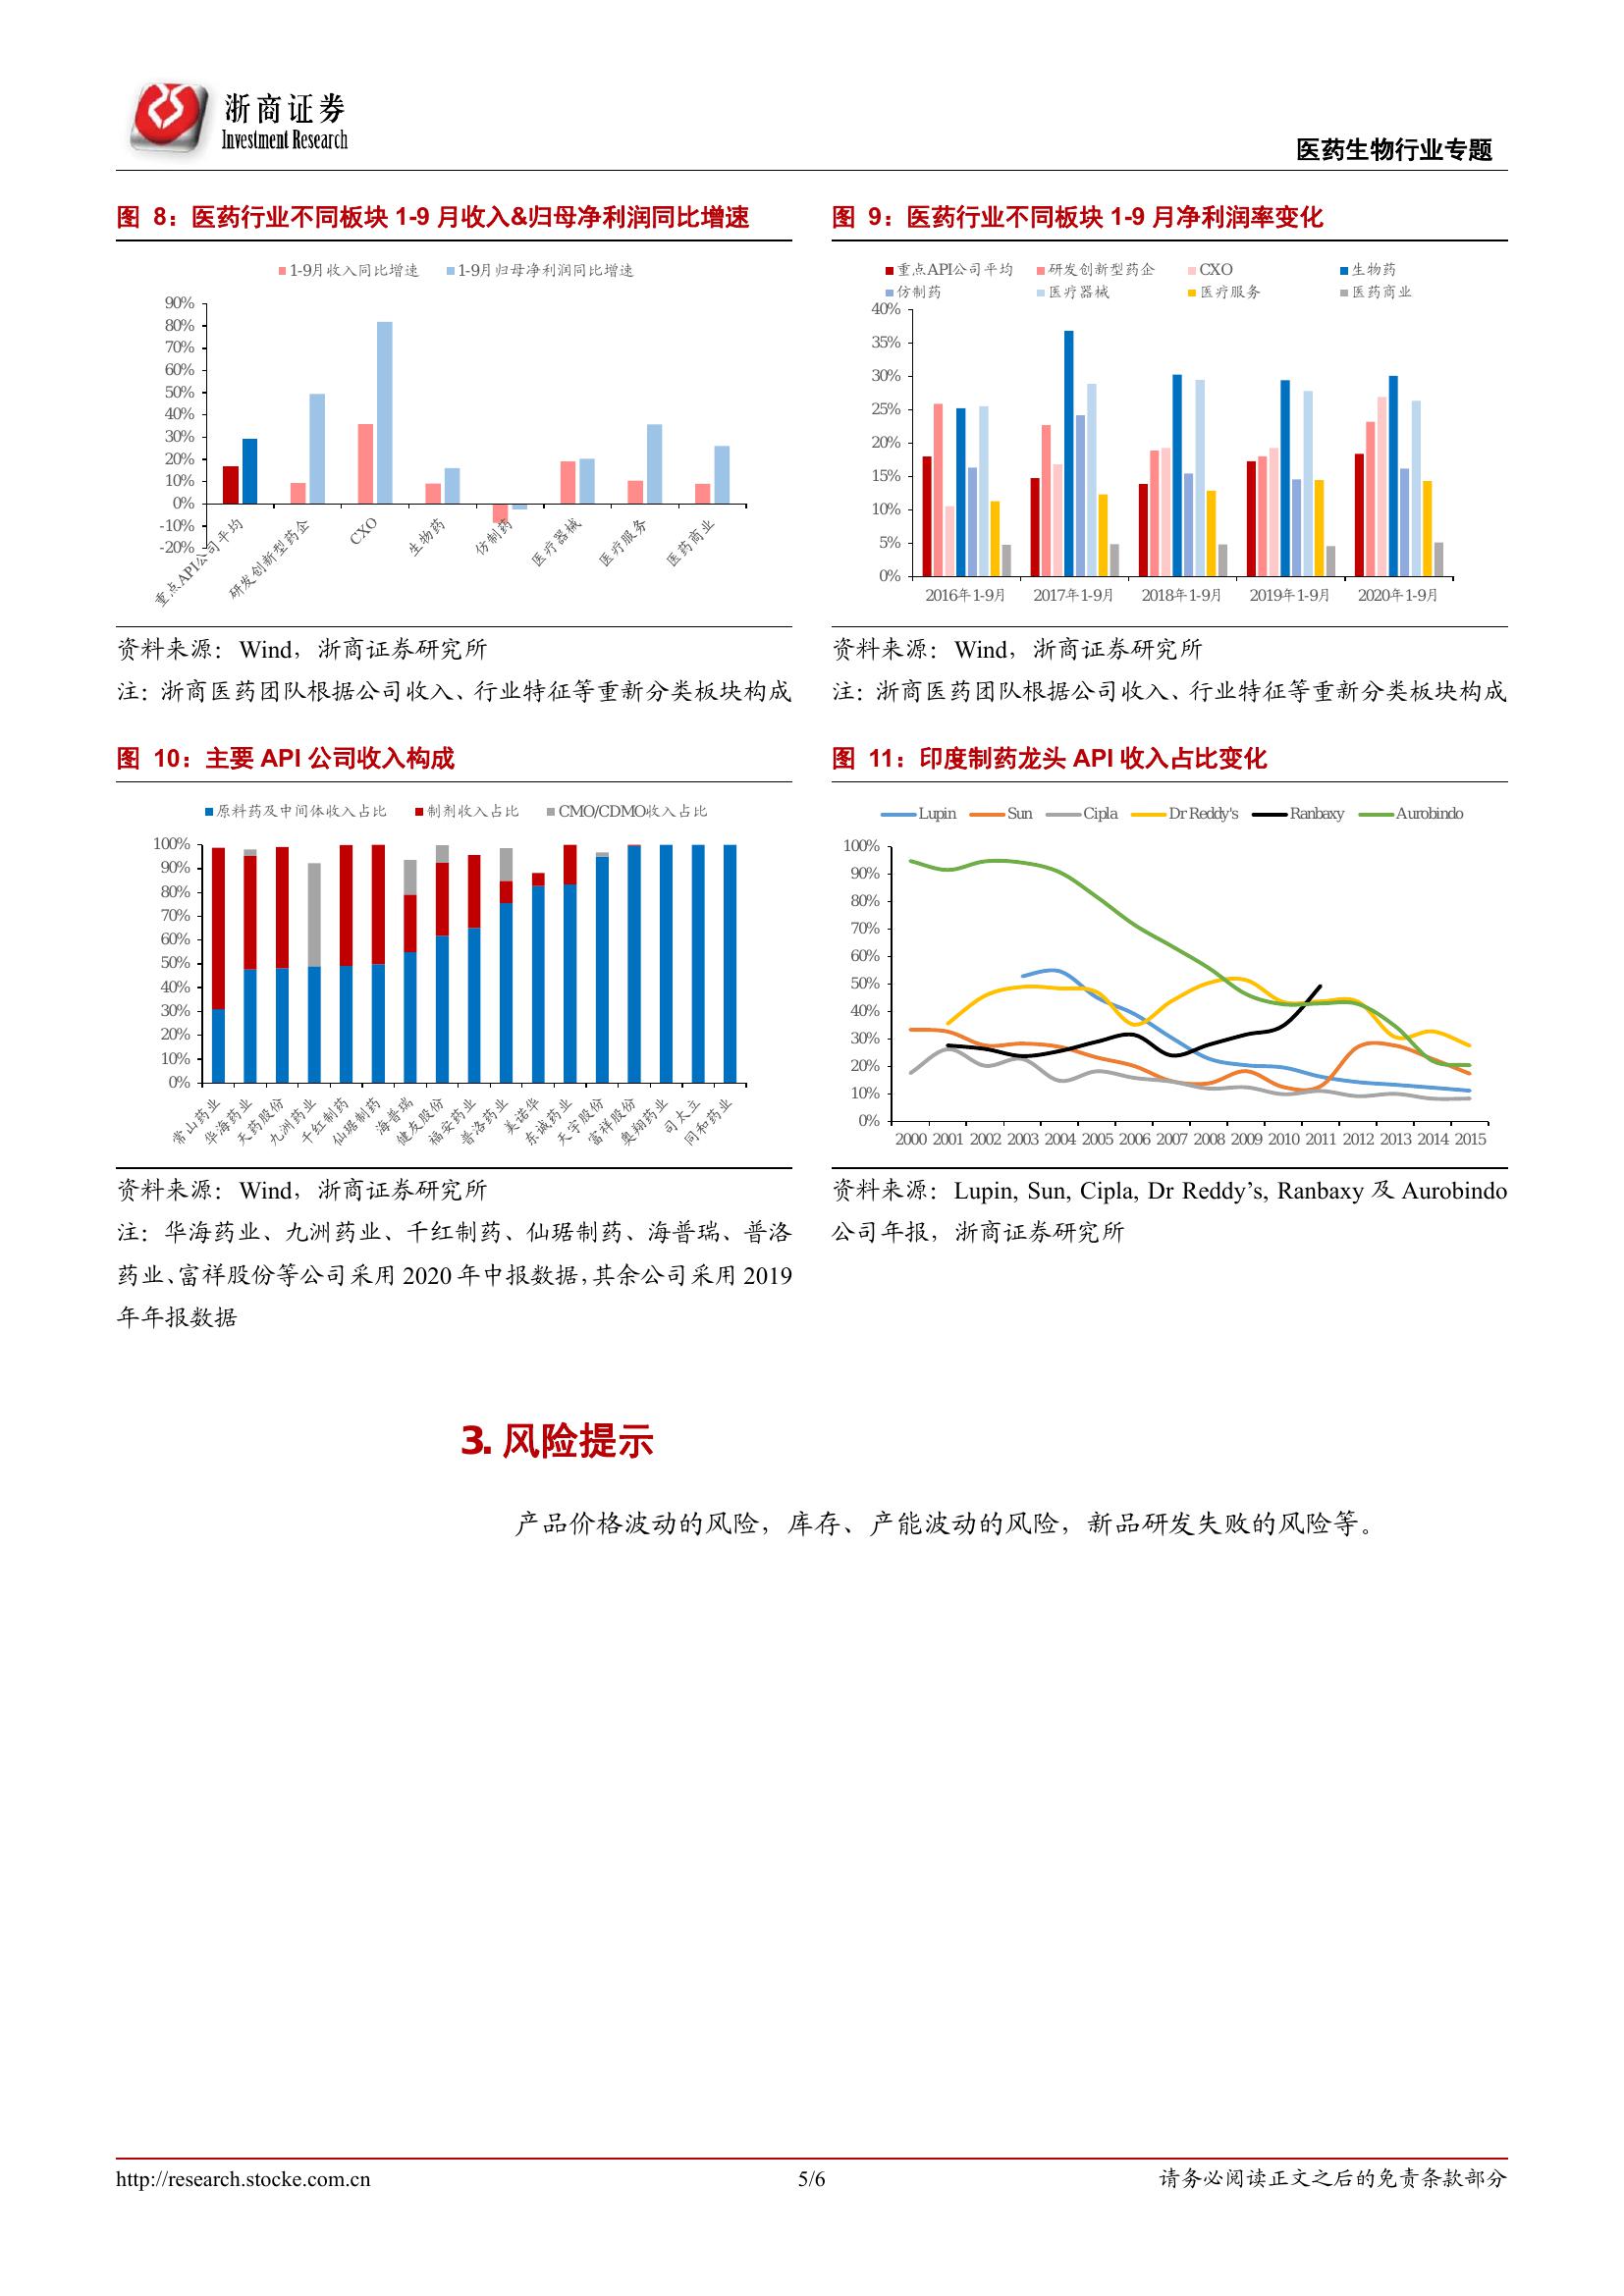 浙商证券
Investment Research
医药生物行业专题
图 8：医药行业不同板块 1-9 月收入&归母净利润同比增速
1-9月收入同比增速 1-9月归母净利润同比增速
90%
80%
70%
60%
50%
40%
30%
20%
10%
0%
-10%
-20%
重点API公司平均 研发创新型药企 CXO 生物药 仿制药 医疗器械 医疗服务 医药商业
资料来源：Wind，浙商证券研究所
注：浙商医药团队根据公司收入、行业特征等重新分类板块构成
图 9：医药行业不同板块 1-9 月净利润率变化
重点API公司平均 研发创新型药企 CXO 生物药
仿制药 医疗器械 医疗服务 医药商业
40%
35%
30%
25%
20%
15%
10%
5%
0%
2016年1-9月 2017年1-9月 2018年1-9月 2019年1-9月 2020年1-9月
资料来源：Wind，浙商证券研究所
注：浙商医药团队根据公司收入、行业特征等重新分类板块构成
图 10：主要 API 公司收入构成
原料药及中间体收入占比 制剂收入占比 CMO/CDMO收入占比
100%
90%
80%
70%
60%
50%
40%
30%
20%
10%
0%
常山药业 华海药业 天药股份 九洲药业 千红制药 仙琚制药 海普瑞 健友股份 福安药业 普洛药业 美诺华 东诚药业 天宇股份 富祥股份 奥翔药业 司太立 同和药业
资料来源：Wind，浙商证券研究所
注：华海药业、九洲药业、千红制药、仙琚制药、海普瑞、普洛
药业、富祥股份等公司采用 2020 年中报数据，其余公司采用 2019
年年报数据
图 11：印度制药龙头 API 收入占比变化
Lupin Sun Cipla Dr Reddy's Ranbaxy Aurobindo
100%
90%
80%
70%
60%
50%
40%
30%
20%
10%
0%
2000 2001 2002 2003 2004 2005 2006 2007 2008 2009 2010 2011 2012 2013 2014 2015
资料来源：Lupin, Sun, Cipla, Dr Reddy’s, Ranbaxy 及 Aurobindo
公司年报，浙商证券研究所
3. 风险提示
产品价格波动的风险，库存、产能波动的风险，新品研发失败的风险等。
http://research.stocke.com.cn 5/6 请务必阅读正文之后的免责条款部分